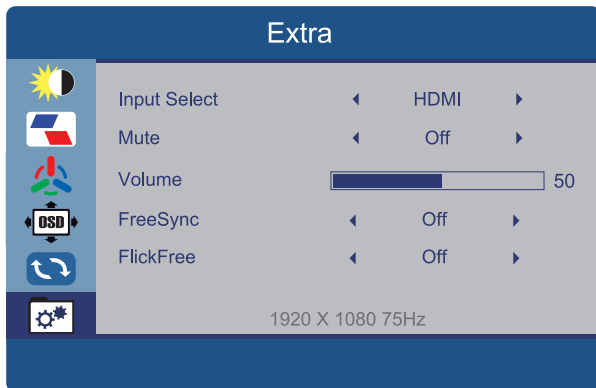 Extra
Input Select HDMI
Mute Off
Volume 50
OSD
FreeSync Off
FlickFree Off
1920 X 1080 75Hz